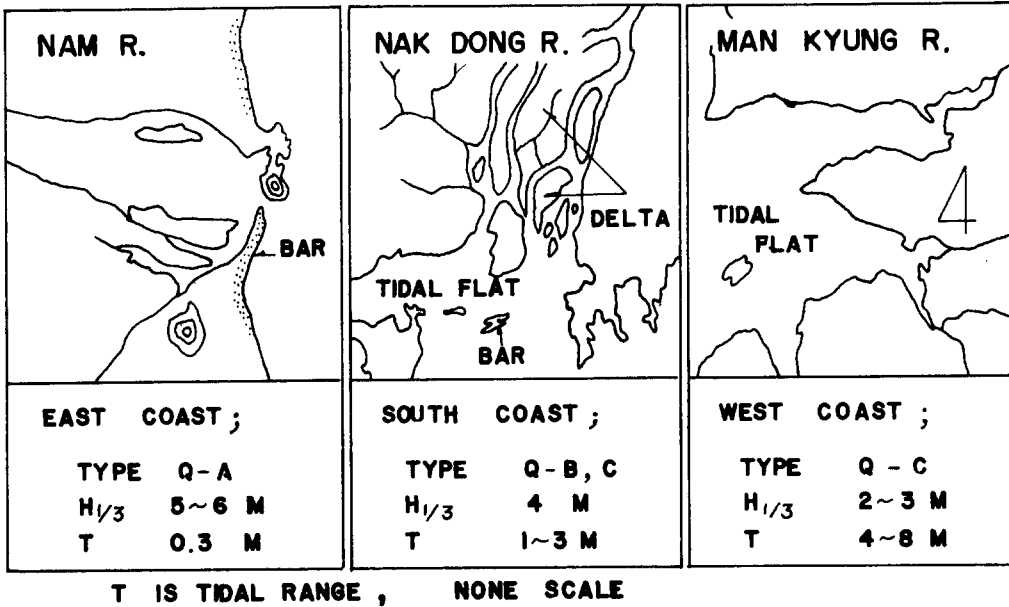 NAM R.
BAR
EAST COAST ;
TYPE Q-A
H1/3 5~6 M
T 0.3 M
NAK DONG R.
DELTA
TIDAL FLAT
BAR
SOUTH COAST ;
TYPE Q-B, C
H1/3 4 M
T 1~3 M
MAN KYUNG R.
TIDAL
FLAT
WEST COAST ;
TYPE Q - C
H1/3 2~3 M
T 4~8 M
T IS TIDAL RANGE , NONE SCALE